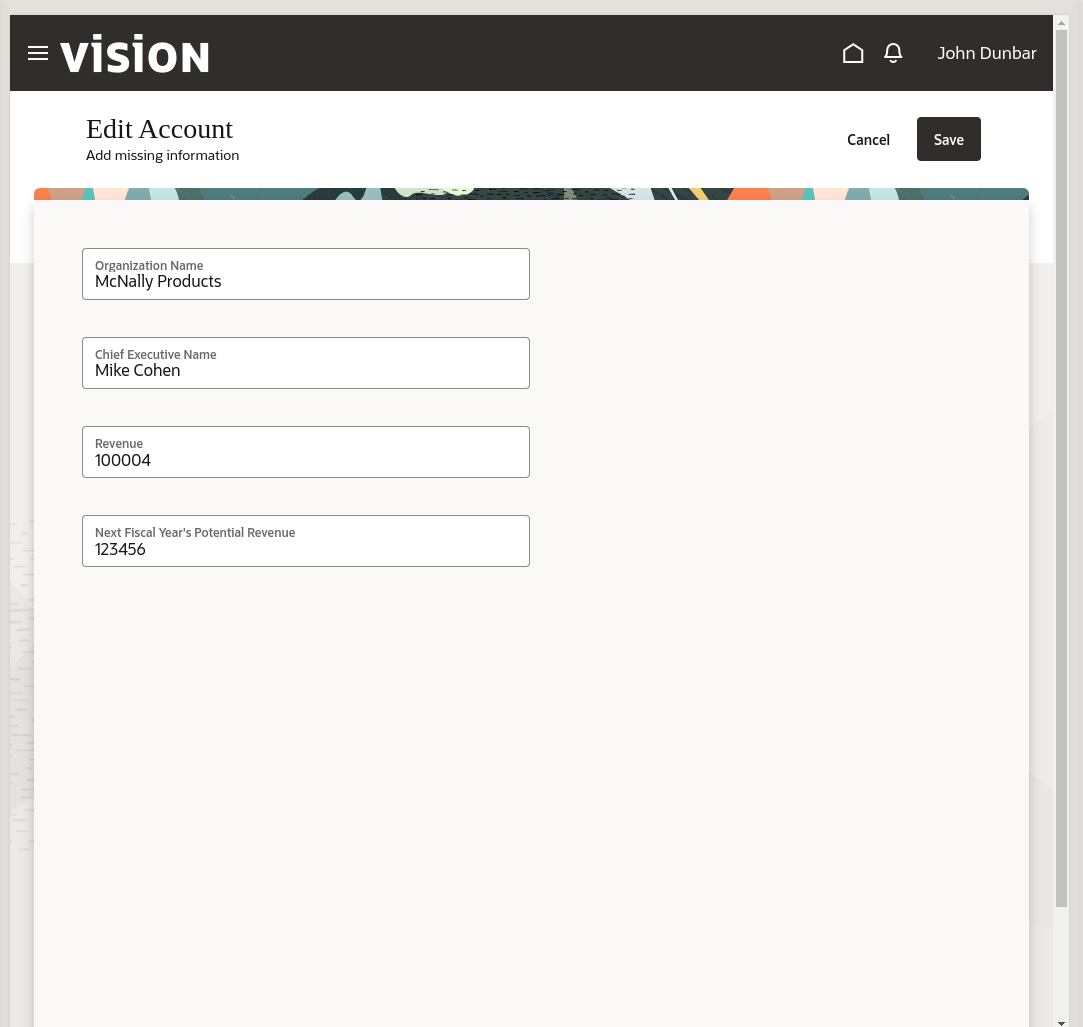 vision
John Dunbar
Edit Account
Add missing information
Cancel
Save
Organization Name
McNally Products
Chief Executive Name
Mike Cohen
Revenue
100004
Next Fiscal Year's Potential Revenue
123456